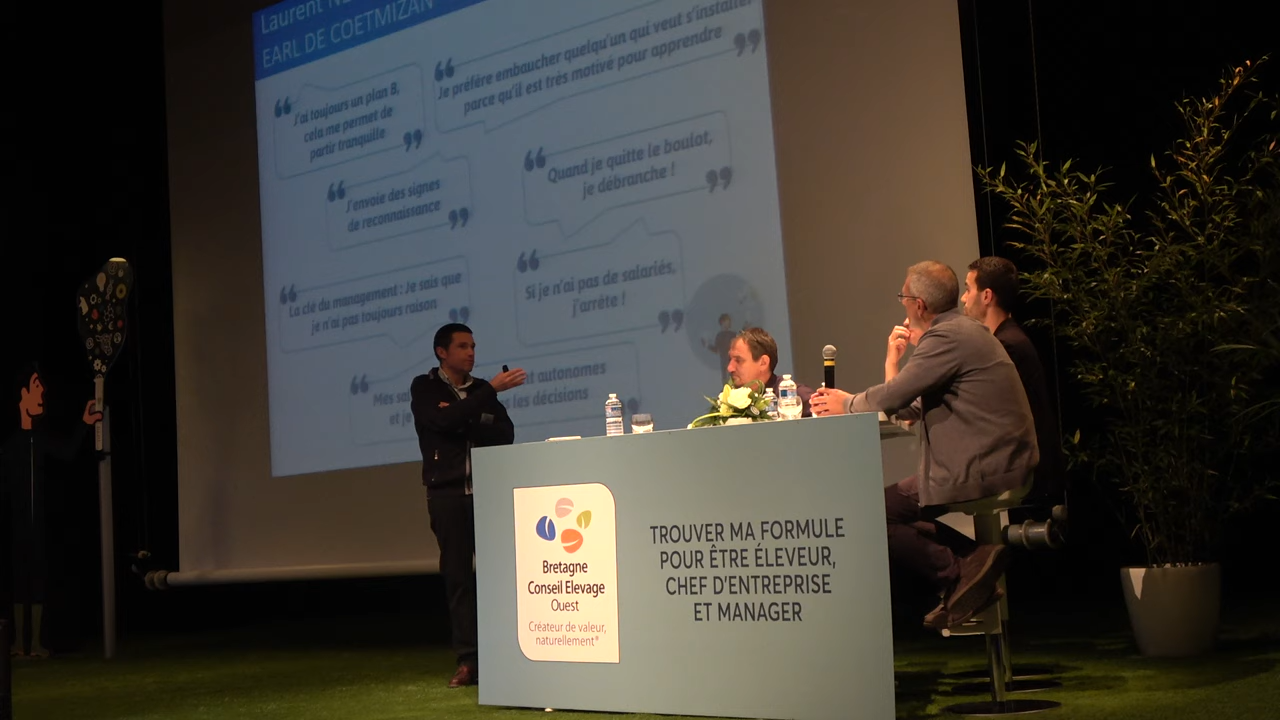 Laurent
EARL DE COETMIZAN
J'ai toujours un plan B,
cela me permet de
partir tranquille
Je préfère embaucher quelqu'un qui veut s'installer
parce qu'il est très motivé pour apprendre
J'envoie des signes
de reconnaissance
Quand je quitte le boulot,
je débranche !
La clé du management : Je sais que
je n'ai pas toujours raison
Si je n'ai pas de salariés,
j'arrête !
Mes
autonomes
et
les décisions
Bretagne
Conseil Elevage
Ouest
Créateur de valeur,
naturellement®
TROUVER MA FORMULE
POUR ÊTRE ÉLEVEUR,
CHEF D'ENTREPRISE
ET MANAGER